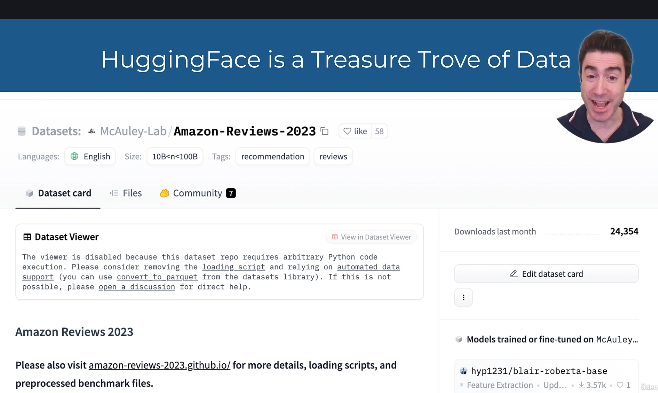 HuggingFace is a Treasure Trove of Data
Datasets: McAuley-Lab/Amazon-Reviews-2023 like 58
Languages: English Size: 10B<n<100B Tags: recommendation reviews
Dataset card Files Community 7
Dataset Viewer View in Dataset Viewer
The viewer is disabled because this dataset repo requires arbitrary Python code
execution. Please consider removing the loading script and relying on automated data
support (you can use convert to parquet from the datasets library). If this is not
possible, please open a discussion for direct help.
Amazon Reviews 2023
Please also visit amazon-reviews-2023.github.io/ for more details, loading scripts, and
preprocessed benchmark files.
Downloads last month 24,354
Edit dataset card
Models trained or fine-tuned on McAuley…
hyp1231/blair-roberta-base
Feature Extraction • Upd… • 3.57k • 1